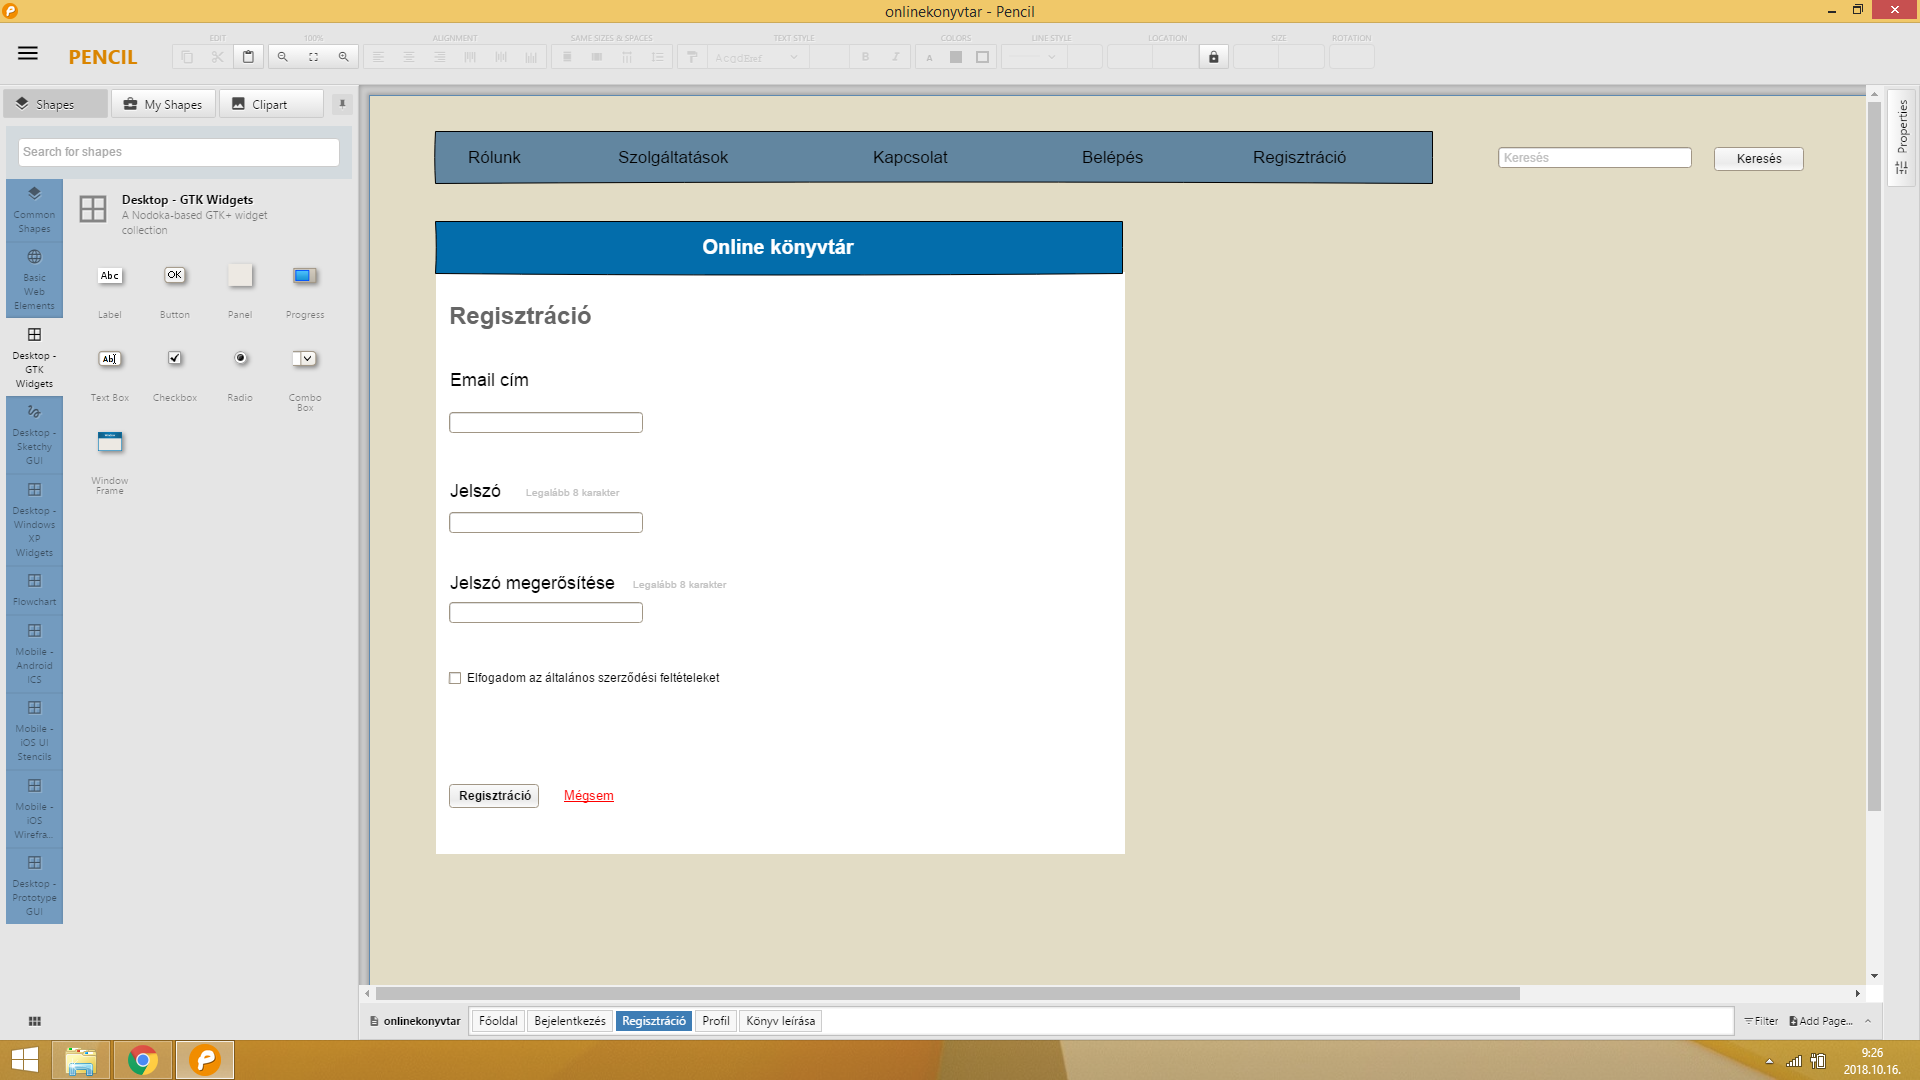 onlinekonyvtar - Pencil
PENCIL
EDIT
100%
ALIGNMENT
SAME SIZES & SPACES
TEXT STYLE
COLORS
LINE STYLE
LOCATION
SIZE
ROTATION
AcqdEref
B
I
A
Shapes
My Shapes
Clipart
Search for shapes
Common
Shapes
Basic
Web
Elements
Desktop -
GTK
Widgets
Desktop -
Sketchy
GUI
Desktop -
Windows
XP
Widgets
Flowchart
Mobile -
Android
ICS
Mobile -
iOS UI
Stencils
Mobile -
iOS
Wirefra...
Desktop -
Prototype
GUI
Desktop - GTK Widgets
A Nodoka-based GTK+ widget
collection
Abc
OK
Label
Button
Panel
Progress
Abc
Text Box
Checkbox
Radio
Combo
Box
Window
Frame
Rólunk
Szolgáltatások
Kapcsolat
Belépés
Regisztráció
Keresés
Keresés
Properties
Online könyvtár
Regisztráció
Email cím
Jelszó
Legalább 8 karakter
Jelszó megerősítése
Legalább 8 karakter
Elfogadom az általános szerződési feltételeket
Regisztráció
Mégsem
onlinekonyvtar
Főoldal
Bejelentkezés
Regisztráció
Profil
Könyv leírása
Filter
Add Page...
9:26
2018.10.16.